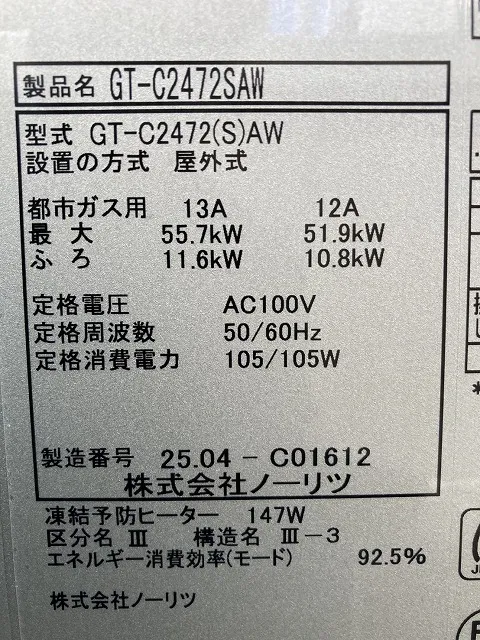 製品名 GT-C2472SAW
型式 GT-C2472(S)AW
設置の方式 屋外式
都市ガス用 13A 12A
最 大 55.7kW 51.9kW
ふ ろ 11.6kW 10.8kW
定格電圧 AC100V
定格周波数 50/60Hz
定格消費電力 105/105W
製造番号 25.04 - C01612
株式会社ノーリツ
凍結予防ヒーター 147W
区分名 Ⅲ 構造名 Ⅲ-3
エネルギー消費効率(モード) 92.5%
株式会社ノーリツ